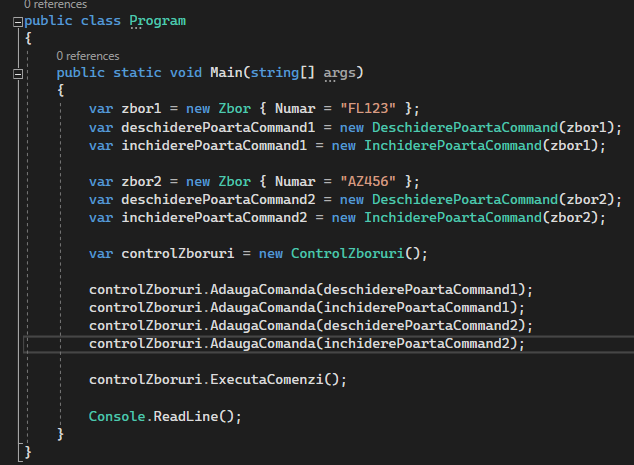 0 references
public class Program
{
0 references
public static void Main(string[] args)
{
var zbor1 = new Zbor { Numar = "FL123" };
var deschiderePoartaCommand1 = new DeschiderePoartaCommand(zbor1);
var inchiderePoartaCommand1 = new InchiderePoartaCommand(zbor1);
var zbor2 = new Zbor { Numar = "AZ456" };
var deschiderePoartaCommand2 = new DeschiderePoartaCommand(zbor2);
var inchiderePoartaCommand2 = new InchiderePoartaCommand(zbor2);
var controlZboruri = new ControlZboruri();
controlZboruri.AdaugaComanda(deschiderePoartaCommand1);
controlZboruri.AdaugaComanda(inchiderePoartaCommand1);
controlZboruri.AdaugaComanda(deschiderePoartaCommand2);
controlZboruri.AdaugaComanda(inchiderePoartaCommand2);
controlZboruri.ExecutaComenzi();
Console.ReadLine();
}
}